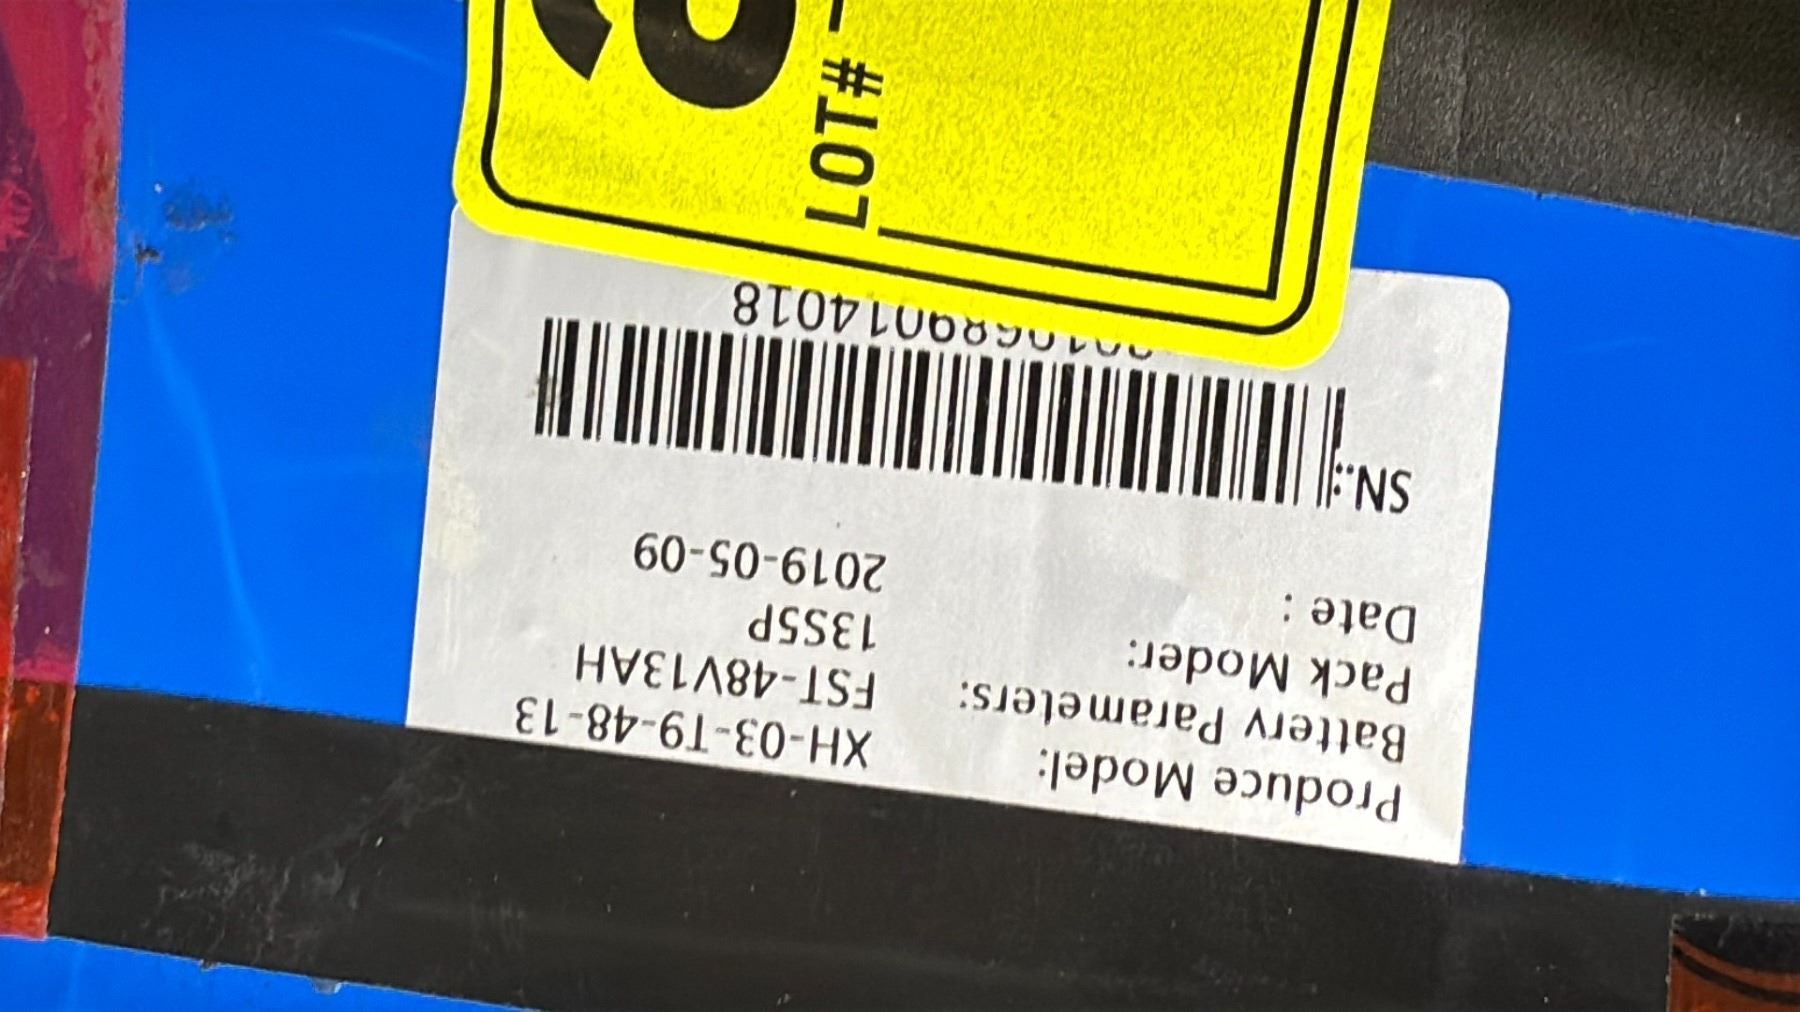 Produce Model: XH-03-T9-48-13
Battery Parameters: FST-48V13AH
Pack Moder: 13S5P
Date : 2019-05-09
SN.:
LOT#